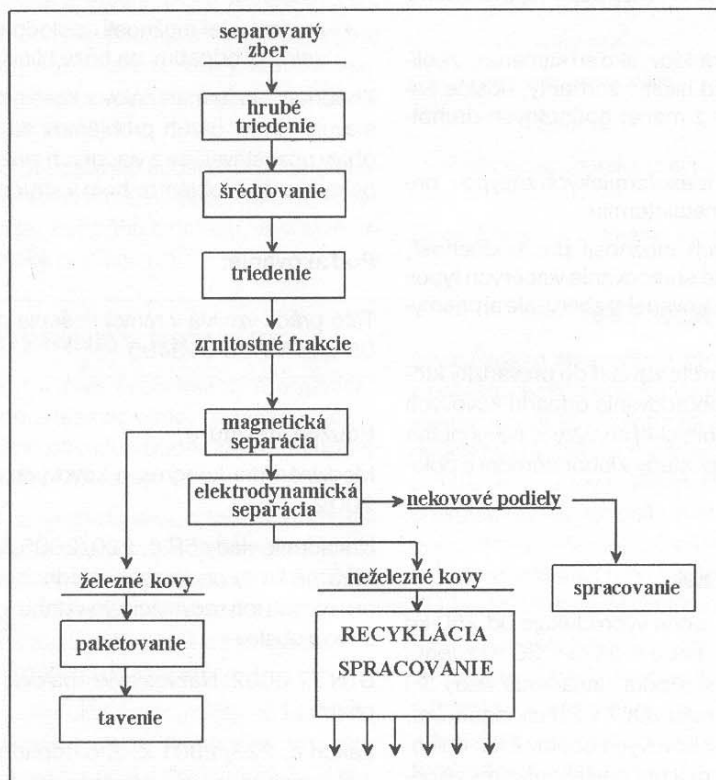 separovaný
zber
hrubé
triedenie
šrédrovanie
triedenie
zrnitostné frakcie
magnetická
separácia
elektrodynamická
separácia
nekovové podiely
železné kovy
neželezné kovy
spracovanie
paketovanie
RECYKLÁCIA
SPRACOVANIE
tavenie